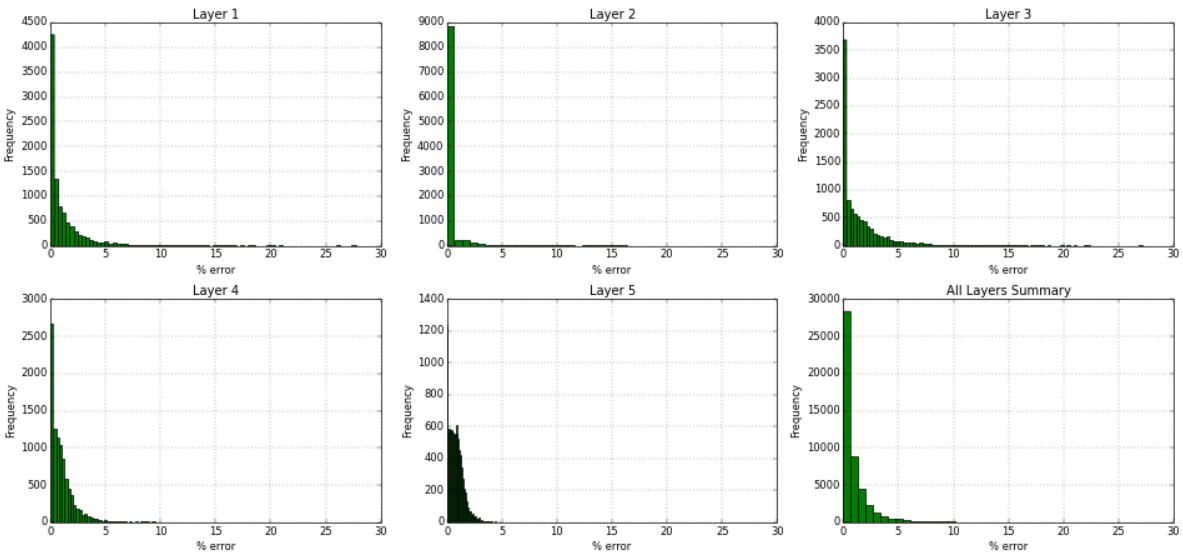 Layer 1
4500
4000
3500
3000
2500
2000
1500
1000
500
0
Frequency
0 5 10 15 20 25 30
% error
Layer 2
9000
8000
7000
6000
5000
4000
3000
2000
1000
0
Frequency
0 5 10 15 20 25 30
% error
Layer 3
4000
3500
3000
2500
2000
1500
1000
500
0
Frequency
0 5 10 15 20 25 30
% error
Layer 4
3000
2500
2000
1500
1000
500
0
Frequency
0 5 10 15 20 25 30
% error
Layer 5
1400
1200
1000
800
600
400
200
0
Frequency
0 5 10 15 20 25 30
% error
All Layers Summary
30000
25000
20000
15000
10000
5000
0
Frequency
0 5 10 15 20 25 30
% error